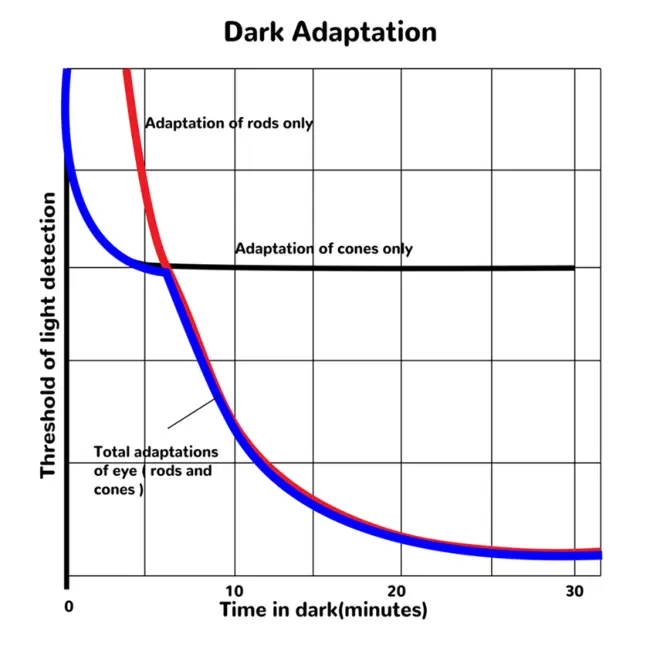 Dark Adaptation
Adaptation of rods only
Adaptation of cones only
Threshold of light detection
Total adaptations
of eye ( rods and
cones )
0
10
20
30
Time in dark(minutes)